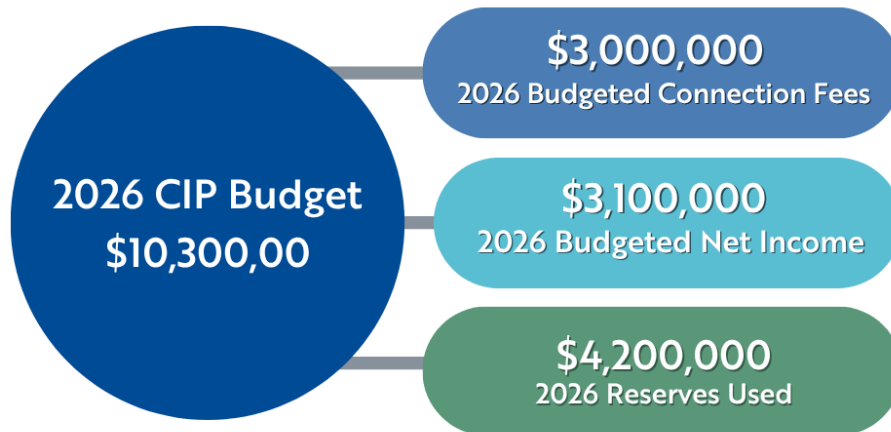 2026 CIP Budget
$10,300,00
$3,000,000
2026 Budgeted Connection Fees
$3,100,000
2026 Budgeted Net Income
$4,200,000
2026 Reserves Used